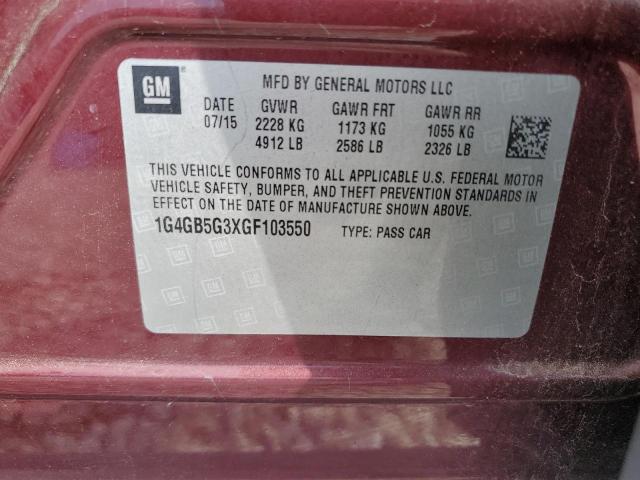 GM ®
MFD BY GENERAL MOTORS LLC
DATE GVWR GAWR FRT GAWR RR
07/15 2228 KG 1173 KG 1055 KG
4912 LB 2586 LB 2326 LB
THIS VEHICLE CONFORMS TO ALL APPLICABLE U.S. FEDERAL MOTOR
VEHICLE SAFETY, BUMPER, AND THEFT PREVENTION STANDARDS IN
EFFECT ON THE DATE OF MANUFACTURE SHOWN ABOVE.
1G4GB5G3XGF103550 TYPE: PASS CAR